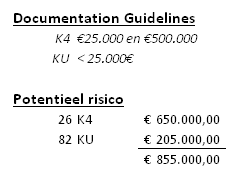 Documentation Guidelines
K4 €25.000 en €500.000
KU < 25.000€
Potentieel risico
26 K4 € 650.000,00
82 KU € 205.000,00
€ 855.000,00